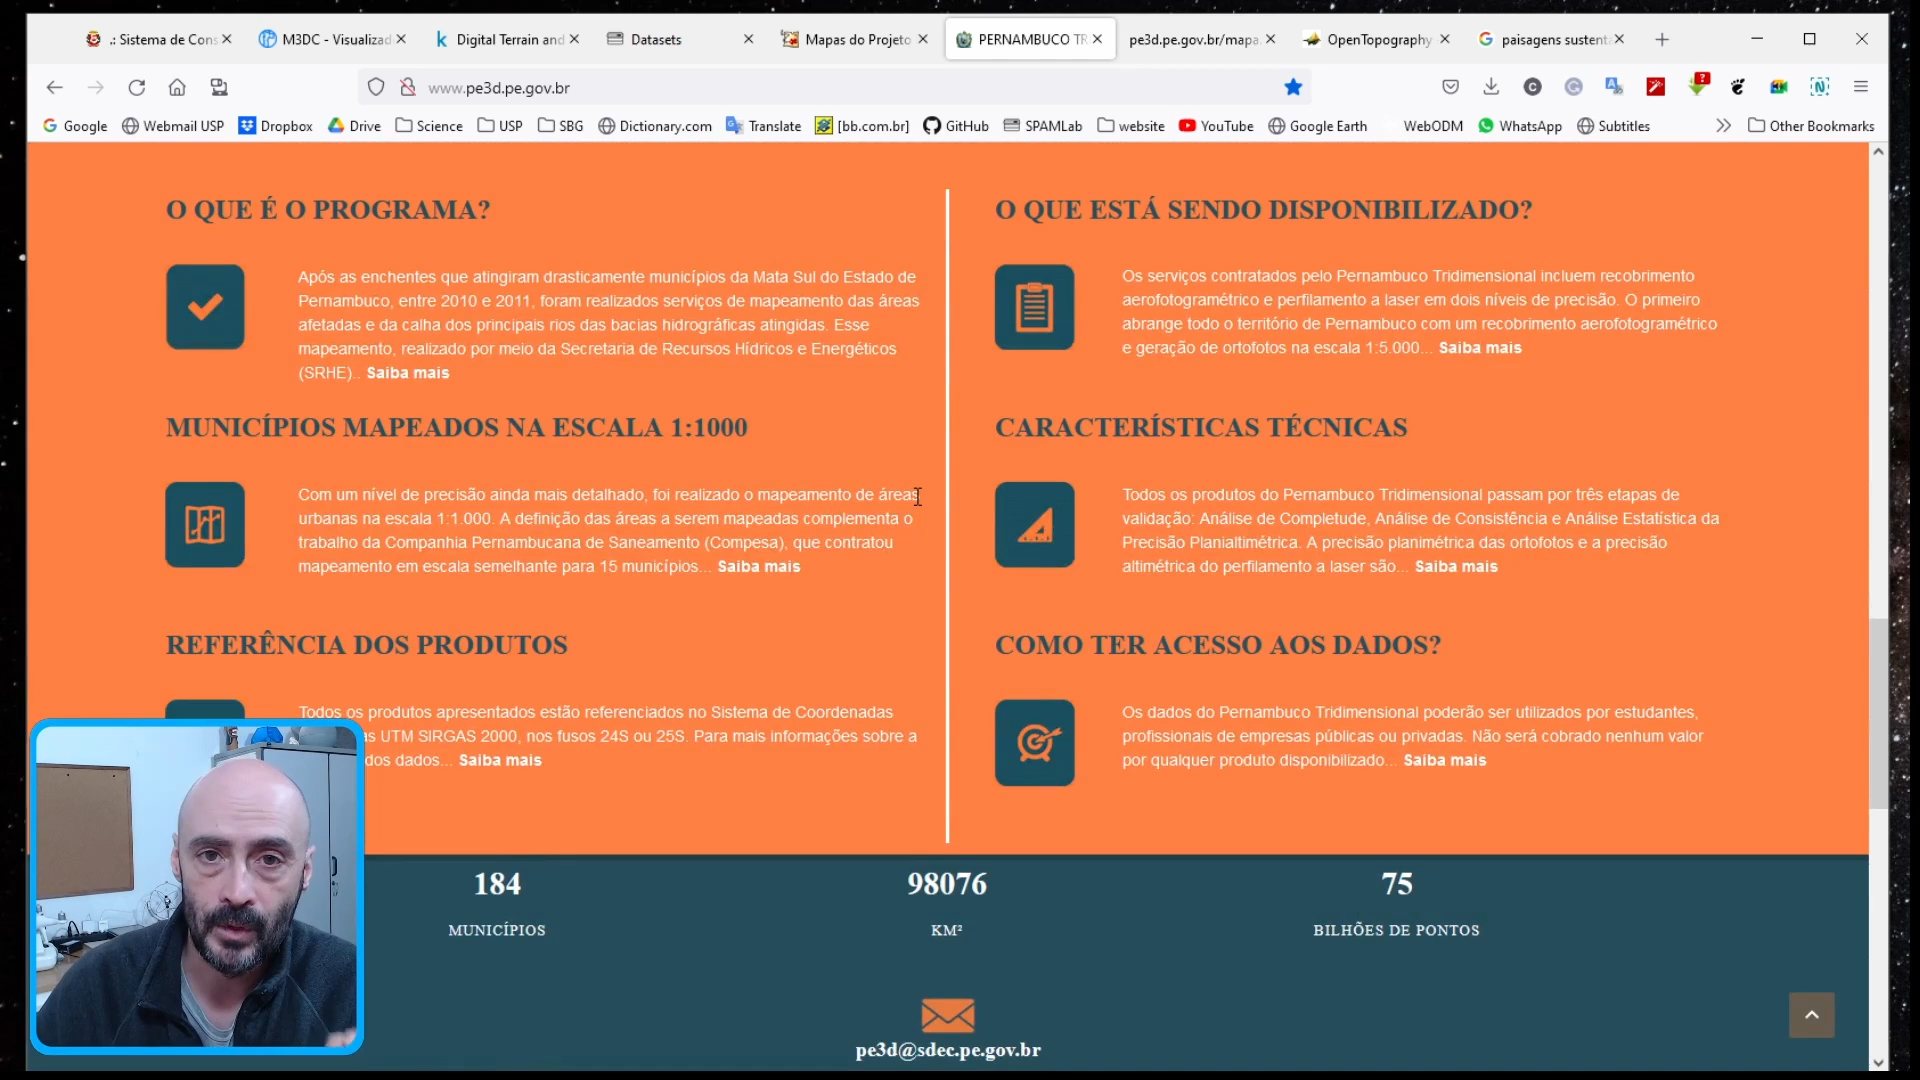 .: Sistema de Cons
M3DC - Visualizad
Digital Terrain and
Datasets
Mapas do Projeto
PERNAMBUCO TR
pe3d.pe.gov.br/mapa
OpenTopography
paisagens sustent
www.pe3d.pe.gov.br
Google
Webmail USP
Dropbox
Drive
Science
USP
SBG
Dictionary.com
Translate
[bb.com.br]
GitHub
SPAMLab
website
YouTube
Google Earth
WebODM
WhatsApp
Subtitles
Other Bookmarks
O QUE É O PROGRAMA?
Após as enchentes que atingiram drasticamente municípios da Mata Sul do Estado de
Pernambuco, entre 2010 e 2011, foram realizados serviços de mapeamento das áreas
afetadas e da calha dos principais rios das bacias hidrográficas atingidas. Esse
mapeamento, realizado por meio da Secretaria de Recursos Hídricos e Energéticos
(SRHE).. Saiba mais
O QUE ESTÁ SENDO DISPONIBILIZADO?
Os serviços contratados pelo Pernambuco Tridimensional incluem recobrimento
aerofotogramétrico e perfilamento a laser em dois níveis de precisão. O primeiro
abrange todo o território de Pernambuco com um recobrimento aerofotogramétrico
e geração de ortofotos na escala 1:5.000... Saiba mais
MUNICÍPIOS MAPEADOS NA ESCALA 1:1000
Com um nível de precisão ainda mais detalhado, foi realizado o mapeamento de áreas
urbanas na escala 1:1.000. A definição das áreas a serem mapeadas complementa o
trabalho da Companhia Pernambucana de Saneamento (Compesa), que contratou
mapeamento em escala semelhante para 15 municípios... Saiba mais
CARACTERÍSTICAS TÉCNICAS
Todos os produtos do Pernambuco Tridimensional passam por três etapas de
validação: Análise de Completude, Análise de Consistência e Análise Estatística da
Precisão Planialtimétrica. A precisão planimétrica das ortofotos e a precisão
altimétrica do perfilamento a laser são... Saiba mais
REFERÊNCIA DOS PRODUTOS
Todos os produtos apresentados estão referenciados no Sistema de Coordenadas
as UTM SIRGAS 2000, nos fusos 24S ou 25S. Para mais informações sobre a
dos dados... Saiba mais
COMO TER ACESSO AOS DADOS?
Os dados do Pernambuco Tridimensional poderão ser utilizados por estudantes,
profissionais de empresas públicas ou privadas. Não será cobrado nenhum valor
por qualquer produto disponibilizado... Saiba mais
184
MUNICÍPIOS
98076
KM²
75
BILHÕES DE PONTOS
pe3d@sdec.pe.gov.br